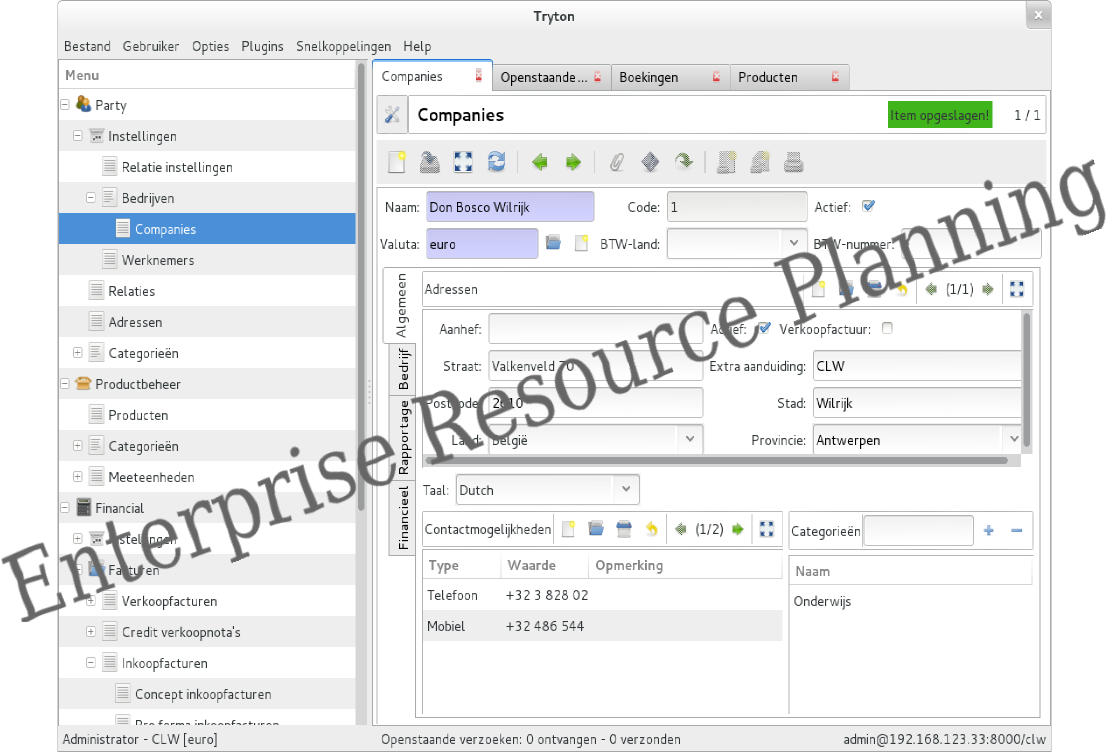 Tryton
Bestand Gebruiker Opties Plugins Snelkoppelingen Help
Menu
Party
Instellingen
Relatie instellingen
Bedrijven
Companies
Werknemers
Relaties
Adressen
Categorieën
Productbeheer
Producten
Categorieën
Meeteenheden
Financial
Instellingen
Facturen
Verkoopfacturen
Credit verkoopnota's
Inkoopfacturen
Concept inkoopfacturen
Pro forma inkoopfacturen
Companies Openstaande... Boekingen Producten
Companies Item opgeslagen! 1 / 1
Naam: Don Bosco Wilrijk Code: 1 Actief:
Valuta: euro BTW-land: BTW-nummer:
Algemeen
Bedrijf
Rapportage
Financieel
Adressen (1/1)
Aanhef: Actief: Verkoopfactuur:
Straat: Valkenveld 70 Extra aanduiding: CLW
Postcode: 2610 Stad: Wilrijk
Land: België Provincie: Antwerpen
Taal: Dutch
Contactmogelijkheden (1/2)
Type Waarde Opmerking
Telefoon +32 3 828 02
Mobiel +32 486 544
Categorieën
Naam
Onderwijs
Enterprise Resource Planning
Administrator - CLW [euro] Openstaande verzoeken: 0 ontvangen - 0 verzonden admin@192.168.123.33:8000/clw